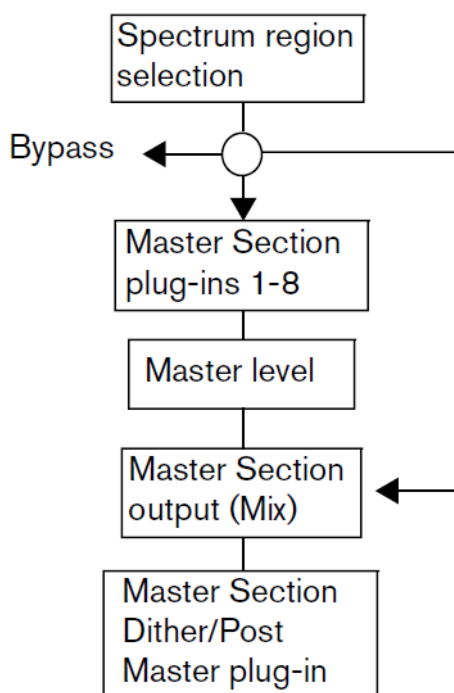 Spectrum region
selection
Bypass
Master Section
plug-ins 1-8
Master level
Master Section
output (Mix)
Master Section
Dither/Post
Master plug-in